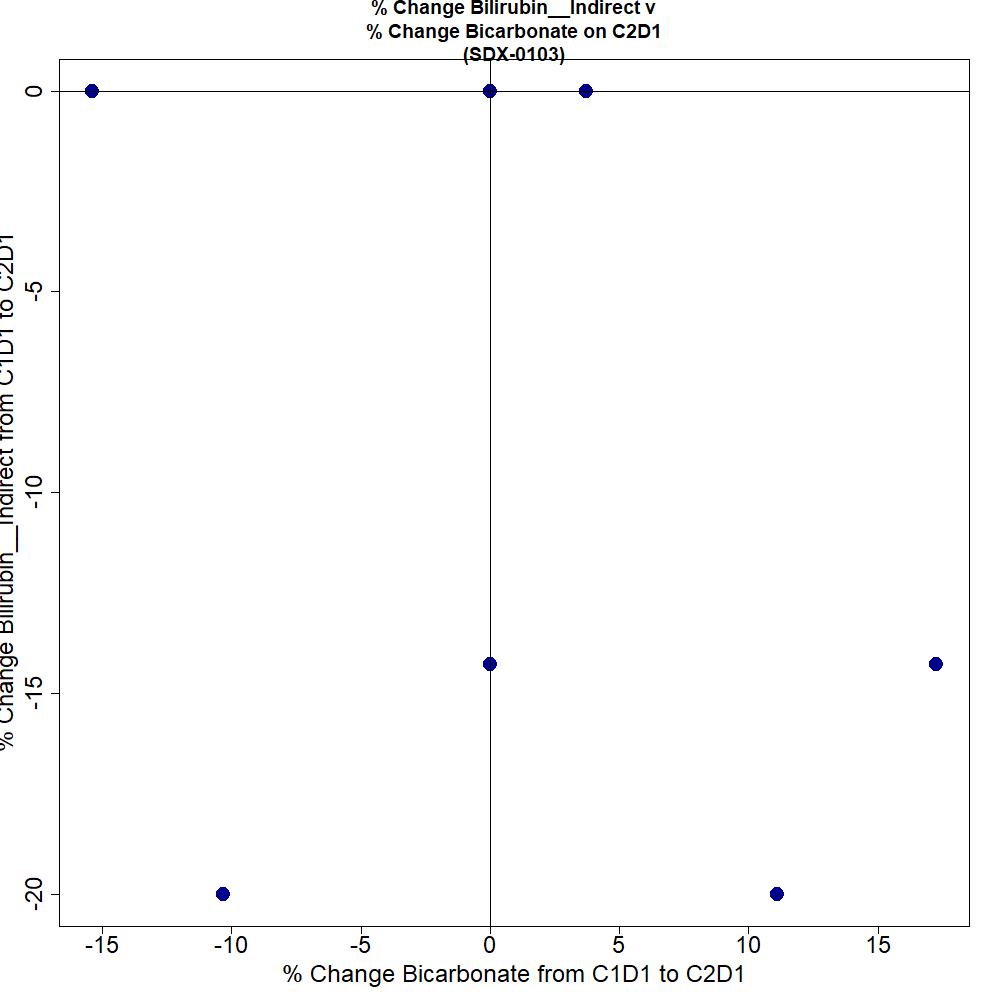 % Change Bilirubin__Indirect v
% Change Bicarbonate on C2D1
(SDX-0103)
% Change Bilirubin__Indirect from C1D1 to C2D1
0
-5
-10
-15
-20
-15
-10
-5
0
5
10
15
% Change Bicarbonate from C1D1 to C2D1